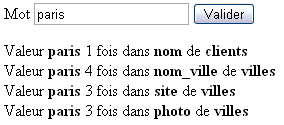 Mot paris Valider
Valeur paris 1 fois dans nom de clients
Valeur paris 4 fois dans nom_ville de villes
Valeur paris 3 fois dans site de villes
Valeur paris 3 fois dans photo de villes